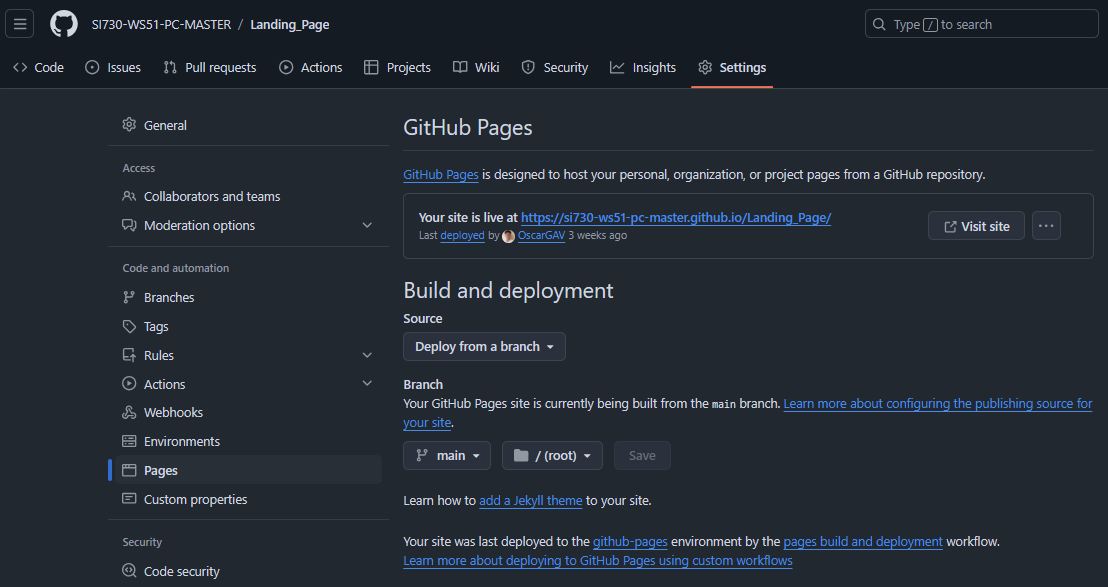 SI730-WS51-PC-MASTER / Landing_Page
Type / to search
Code Issues Pull requests Actions Projects Wiki Security Insights Settings
General
Access
Collaborators and teams
Moderation options
Code and automation
Branches
Tags
Rules
Actions
Webhooks
Environments
Pages
Custom properties
Security
Code security
GitHub Pages
GitHub Pages is designed to host your personal, organization, or project pages from a GitHub repository.
Your site is live at https://si730-ws51-pc-master.github.io/Landing_Page/
Last deployed by OscarGAV 3 weeks ago
Visit site
Build and deployment
Source
Deploy from a branch
Branch
Your GitHub Pages site is currently being built from the main branch. Learn more about configuring the publishing source for
your site.
main / (root) Save
Learn how to add a Jekyll theme to your site.
Your site was last deployed to the github-pages environment by the pages build and deployment workflow.
Learn more about deploying to GitHub Pages using custom workflows